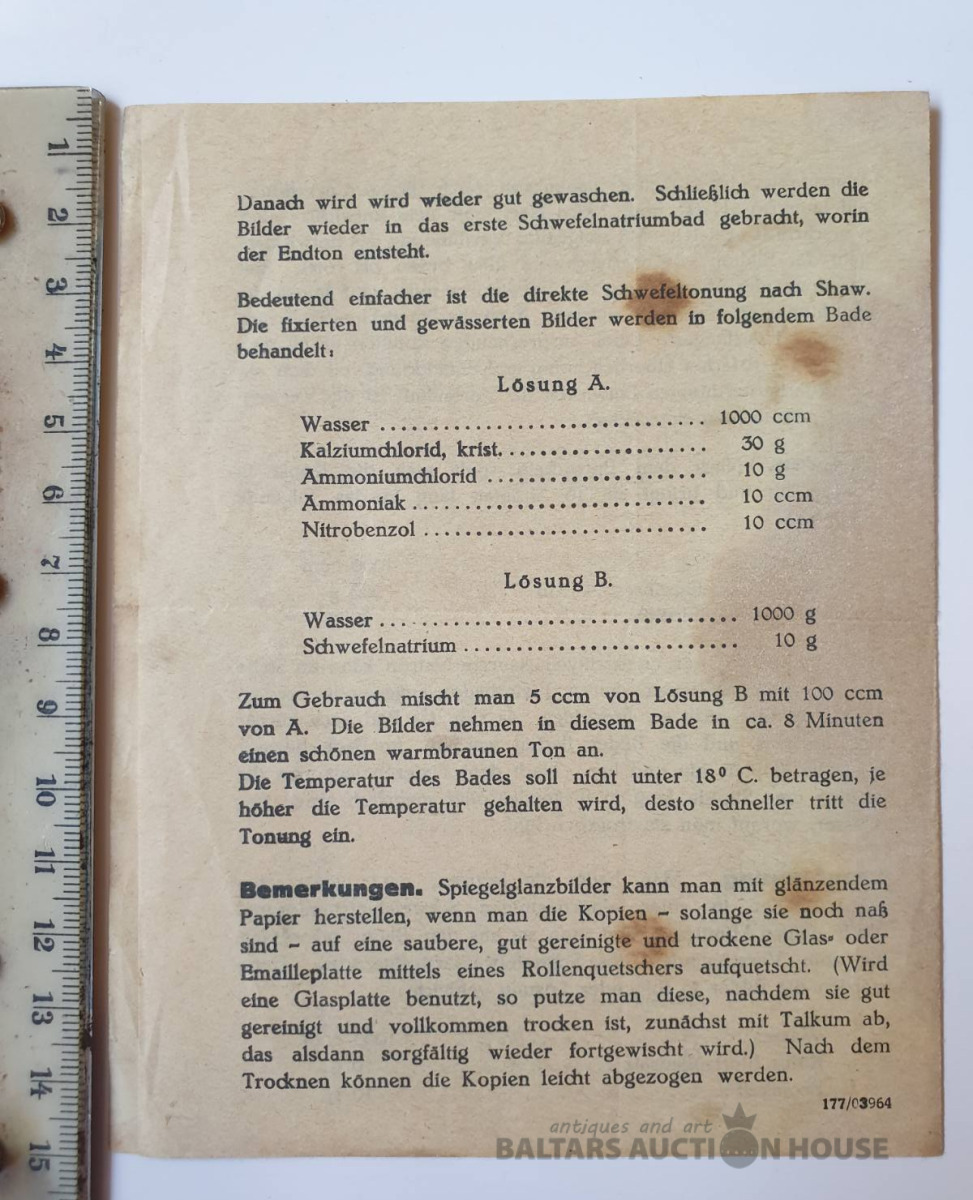 Danach wird wird wieder gut gewaschen. Schließlich werden die
Bilder wieder in das erste Schwefelnatriumbad gebracht, worin
der Endton entsteht.
Bedeutend einfacher ist die direkte Schwefeltonung nach Shaw.
Die fixierten und gewässerten Bilder werden in folgendem Bade
behandelt:
Lösung A.
Wasser ................................ 1000 ccm
Kalziumchlorid, krist. ...................... 30 g
Ammoniumchlorid ....................... 10 g
Ammoniak .............................. 10 ccm
Nitrobenzol ............................ 10 ccm
Lösung B.
Wasser ................................... 1000 g
Schwefelnatrium .......................... 10 g
Zum Gebrauch mischt man 5 ccm von Lösung B mit 100 ccm
von A. Die Bilder nehmen in diesem Bade in ca. 8 Minuten
einen schönen warmbraunen Ton an.
Die Temperatur des Bades soll nicht unter 18⁰ C. betragen, je
höher die Temperatur gehalten wird, desto schneller tritt die
Tonung ein.
Bemerkungen. Spiegelglanzbilder kann man mit glänzendem
Papier herstellen, wenn man die Kopien – solange sie noch naß
sind – auf eine saubere, gut gereinigte und trockene Glas- oder
Emailleplatte mittels eines Rollenquetschers aufquetscht. (Wird
eine Glasplatte benutzt, so putze man diese, nachdem sie gut
gereinigt und vollkommen trocken ist, zunächst mit Talkum ab,
das alsdann sorgfältig wieder fortgewischt wird.) Nach dem
Trocknen können die Kopien leicht abgezogen werden.
177/03964
antiques and art
BALTARS AUCTION HOUSE
1
2
3
4
5
6
7
8
9
10
11
12
13
14
15